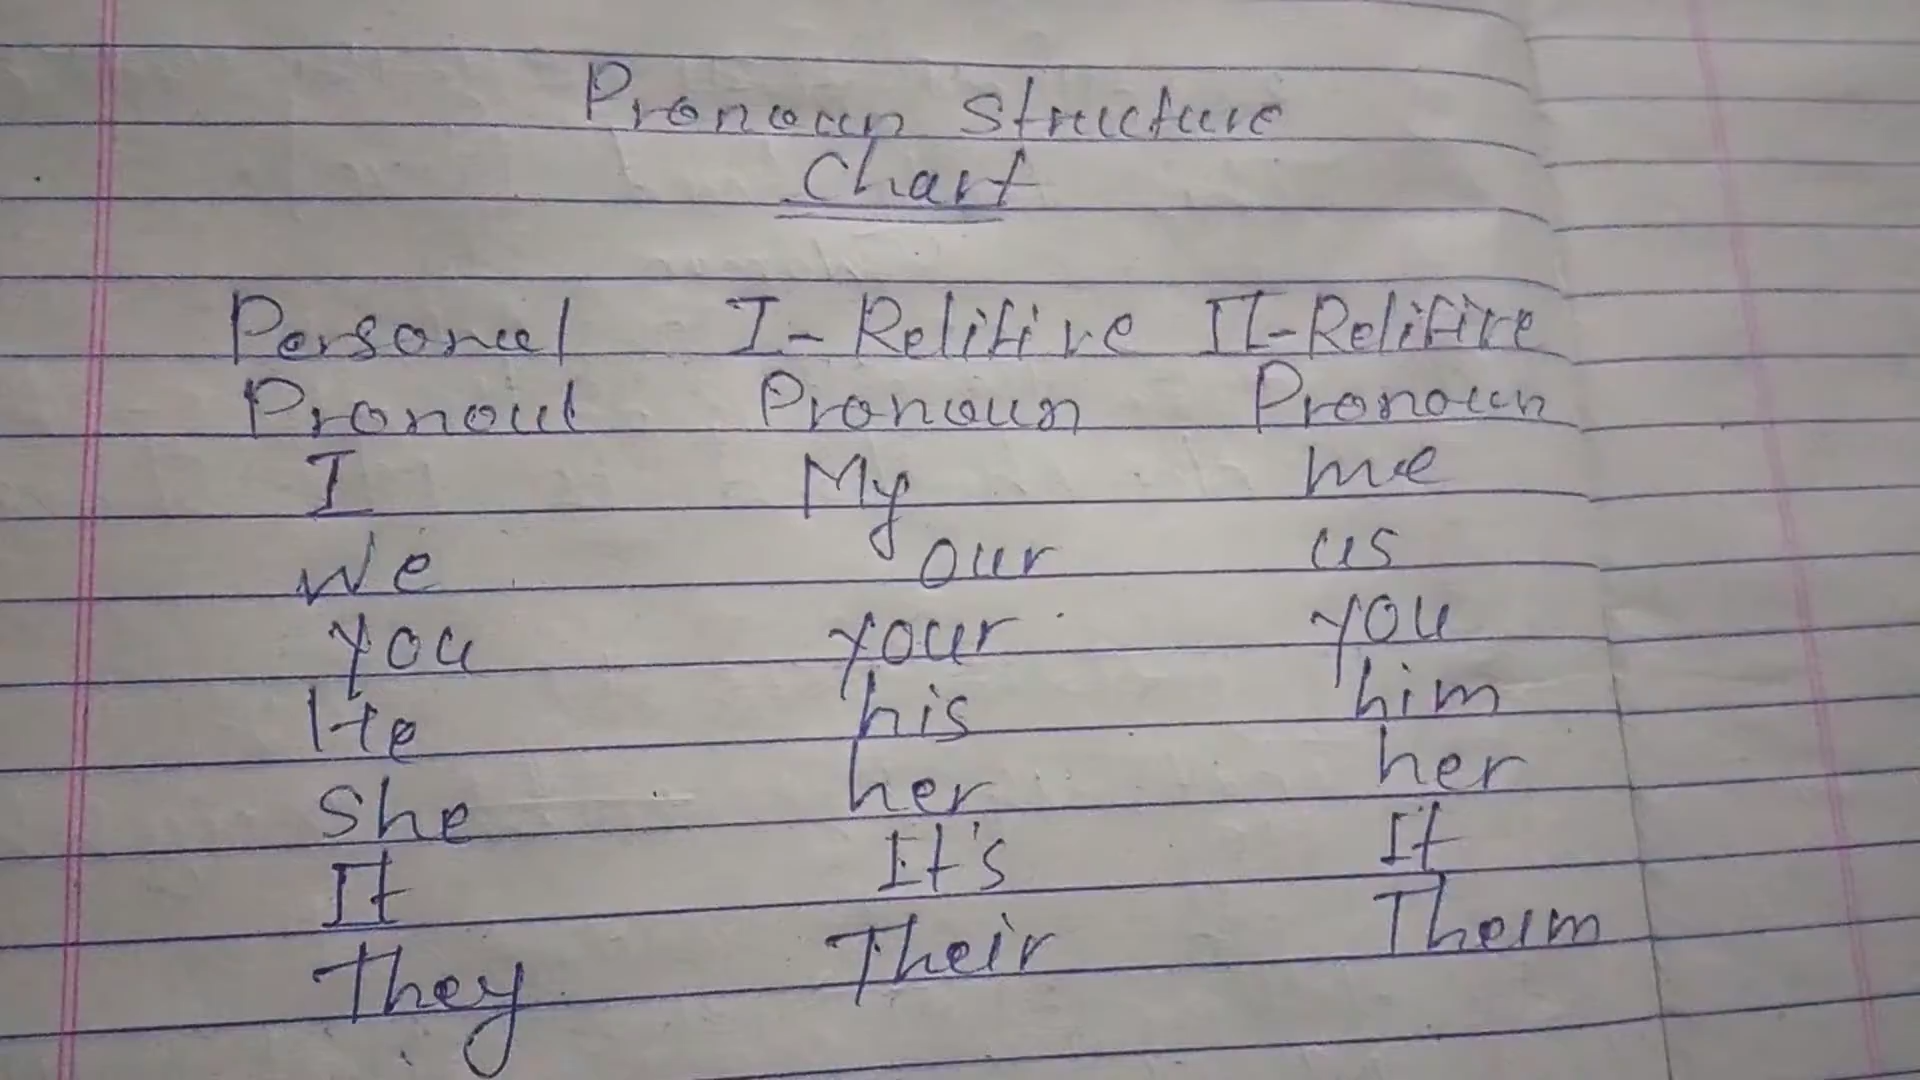 Pronoun Structure
Chart
Personal I- Relitive II-Relitive
Pronoul Pronoun Pronoun
I My me
We our us
you your you
He his him
She her her
It It's It
They Their Theim